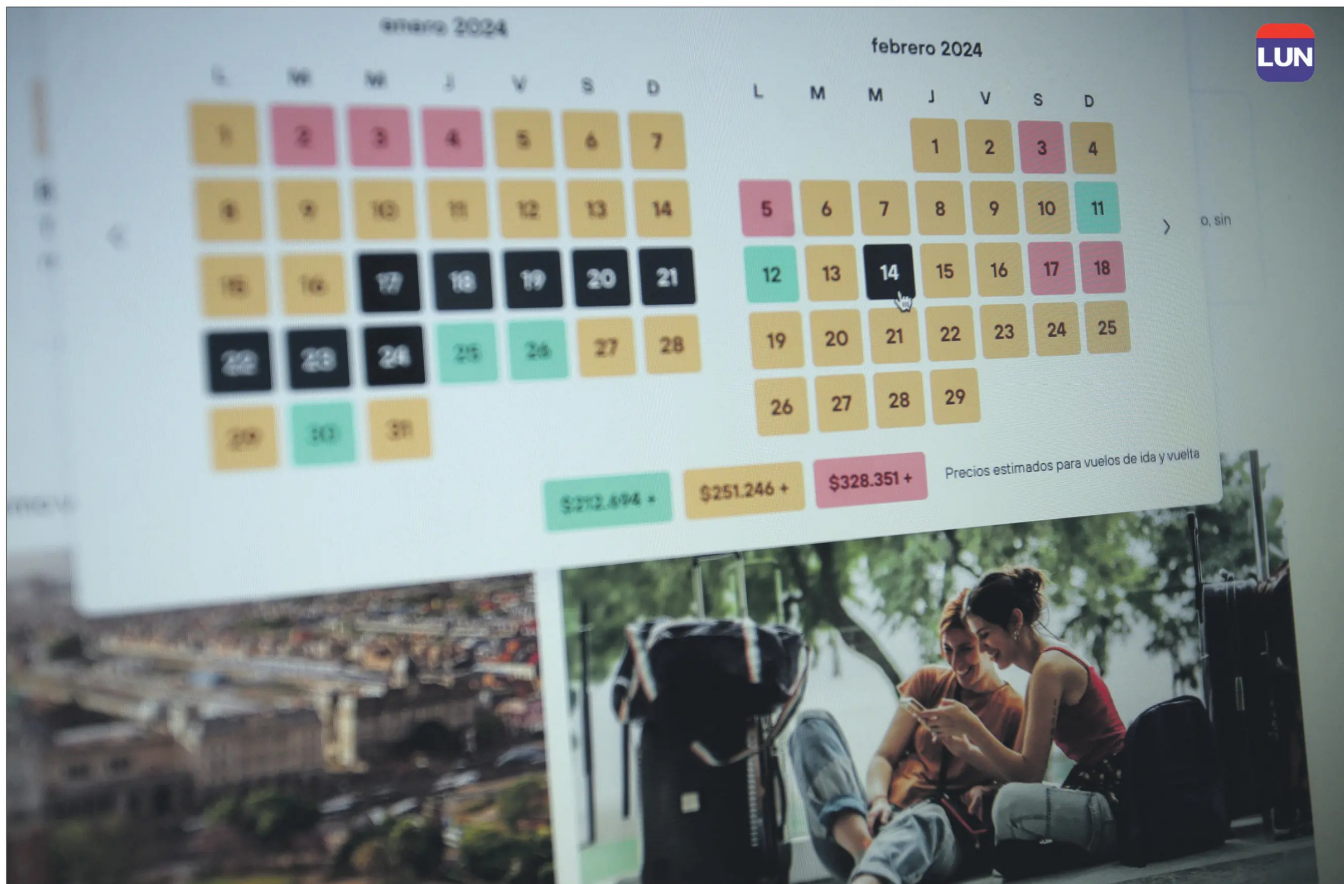 LUN
enero 2024
L M M J V S D
1 2 3 4 5 6 7
8 9 10 11 12 13 14
15 16 17 18 19 20 21
22 23 24 25 26 27 28
29 30 31
febrero 2024
L M M J V S D
1 2 3 4
5 6 7 8 9 10 11
12 13 14 15 16 17 18
19 20 21 22 23 24 25
26 27 28 29
$212.694 + $251.246 + $328.351 + Precios estimados para vuelos de ida y vuelta
o, sin